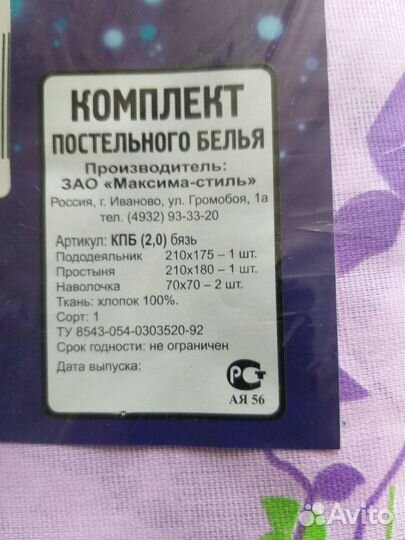 КОМПЛЕКТ
ПОСТЕЛЬНОГО БЕЛЬЯ
Производитель:
ЗАО «Максима-стиль»
Россия, г. Иваново, ул. Громобоя, 1а
тел. (4932) 93-33-20
Артикул: КПБ (2,0) бязь
Пододеяльник 210х175 – 1 шт.
Простыня 210х180 – 1 шт.
Наволочка 70х70 – 2 шт.
Ткань: хлопок 100%.
Сорт: 1
ТУ 8543-054-0303520-92
Срок годности: не ограничен
Дата выпуска:
РСТ
АЯ 56
Avito